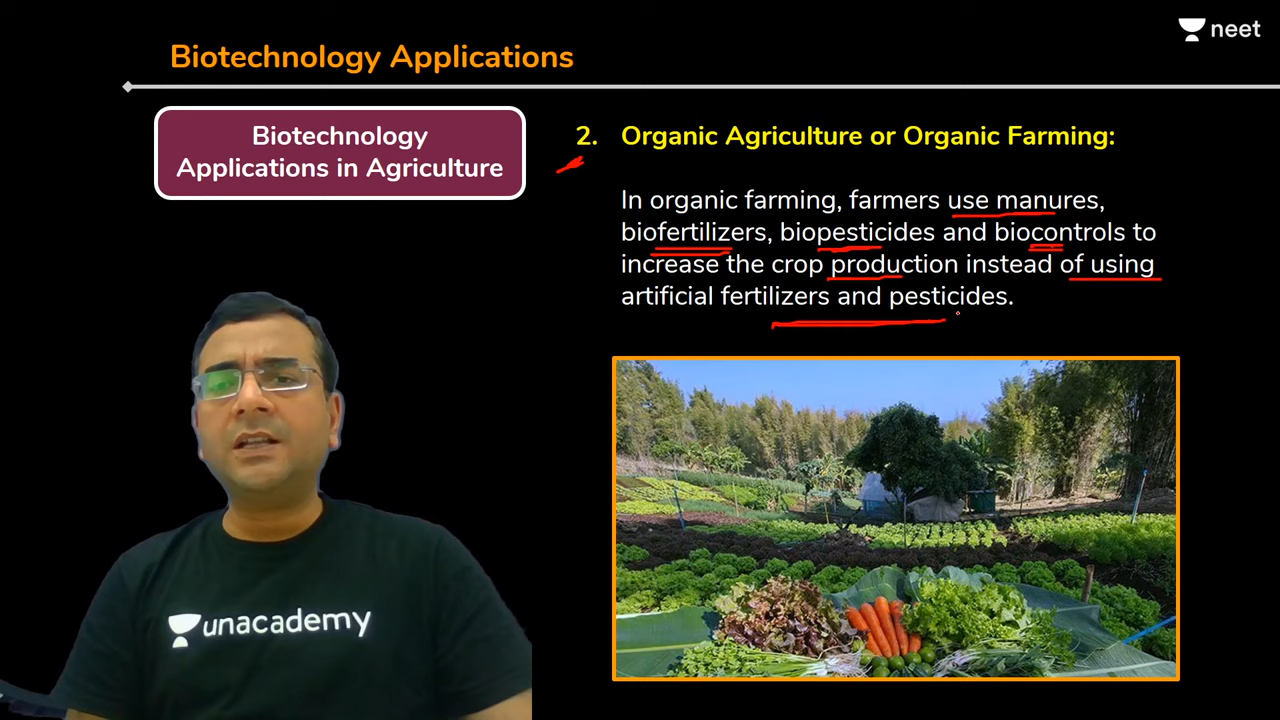 neet
Biotechnology Applications
Biotechnology
Applications in Agriculture
2. Organic Agriculture or Organic Farming:
In organic farming, farmers use manures,
biofertilizers, biopesticides and biocontrols to
increase the crop production instead of using
artificial fertilizers and pesticides.
unacademy